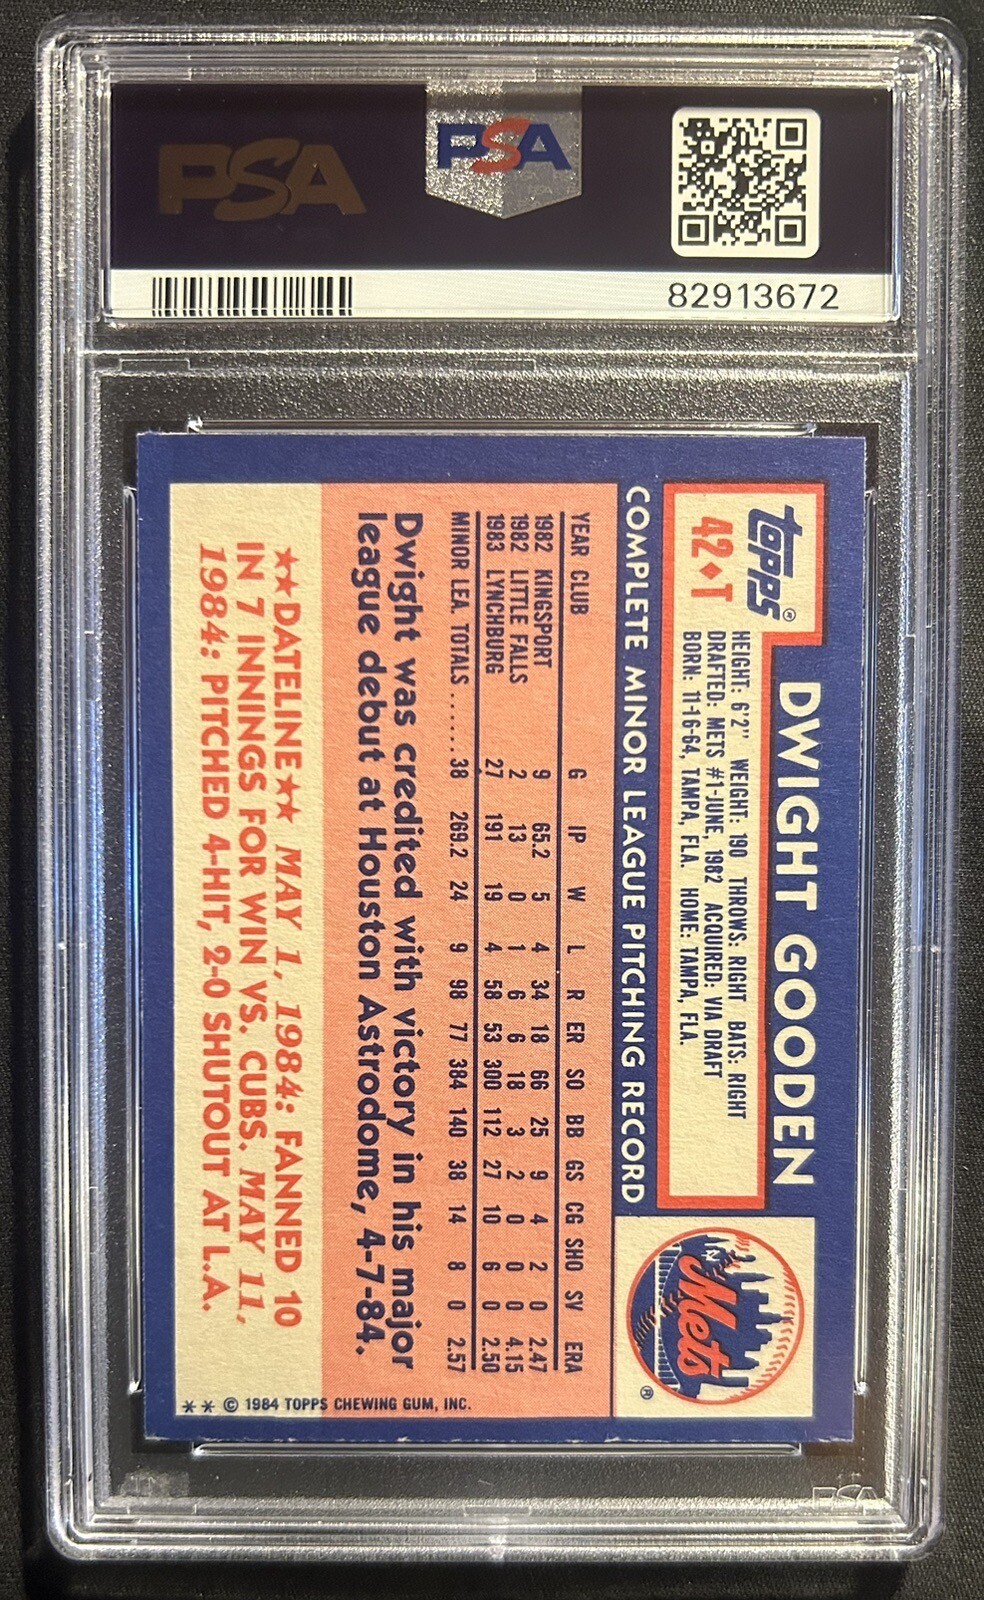 PSA
PSA
82913672
topps®
42♦T
DWIGHT GOODEN
HEIGHT: 6'2" WEIGHT: 190 THROWS: RIGHT BATS: RIGHT
DRAFTED: METS #1-JUNE, 1982 ACQUIRED: VIA DRAFT
BORN: 11-16-64, TAMPA, FLA. HOME: TAMPA, FLA.
Mets
NY
®
COMPLETE MINOR LEAGUE PITCHING RECORD
YEAR CLUB G IP W L R ER SO BB GS CG SHO SV ERA
1982 KINGSPORT 9 65.2 5 4 34 18 66 25 9 4 2 0 2.47
1982 LITTLE FALLS 2 13 0 1 6 6 18 3 2 0 0 0 4.15
1983 LYNCHBURG 27 191 19 4 58 53 300 112 27 10 6 0 2.50
MINOR LEA. TOTALS ...... 38 269.2 24 9 98 77 384 140 38 14 8 0 2.57
Dwight was credited with victory in his major
league debut at Houston Astrodome, 4-7-84.
★★DATELINE★★ MAY 1, 1984: FANNED 10
IN 7 INNINGS FOR WIN VS. CUBS. MAY 11,
1984: PITCHED 4-HIT, 2-0 SHUTOUT AT L.A.
** © 1984 TOPPS CHEWING GUM, INC.
PSA